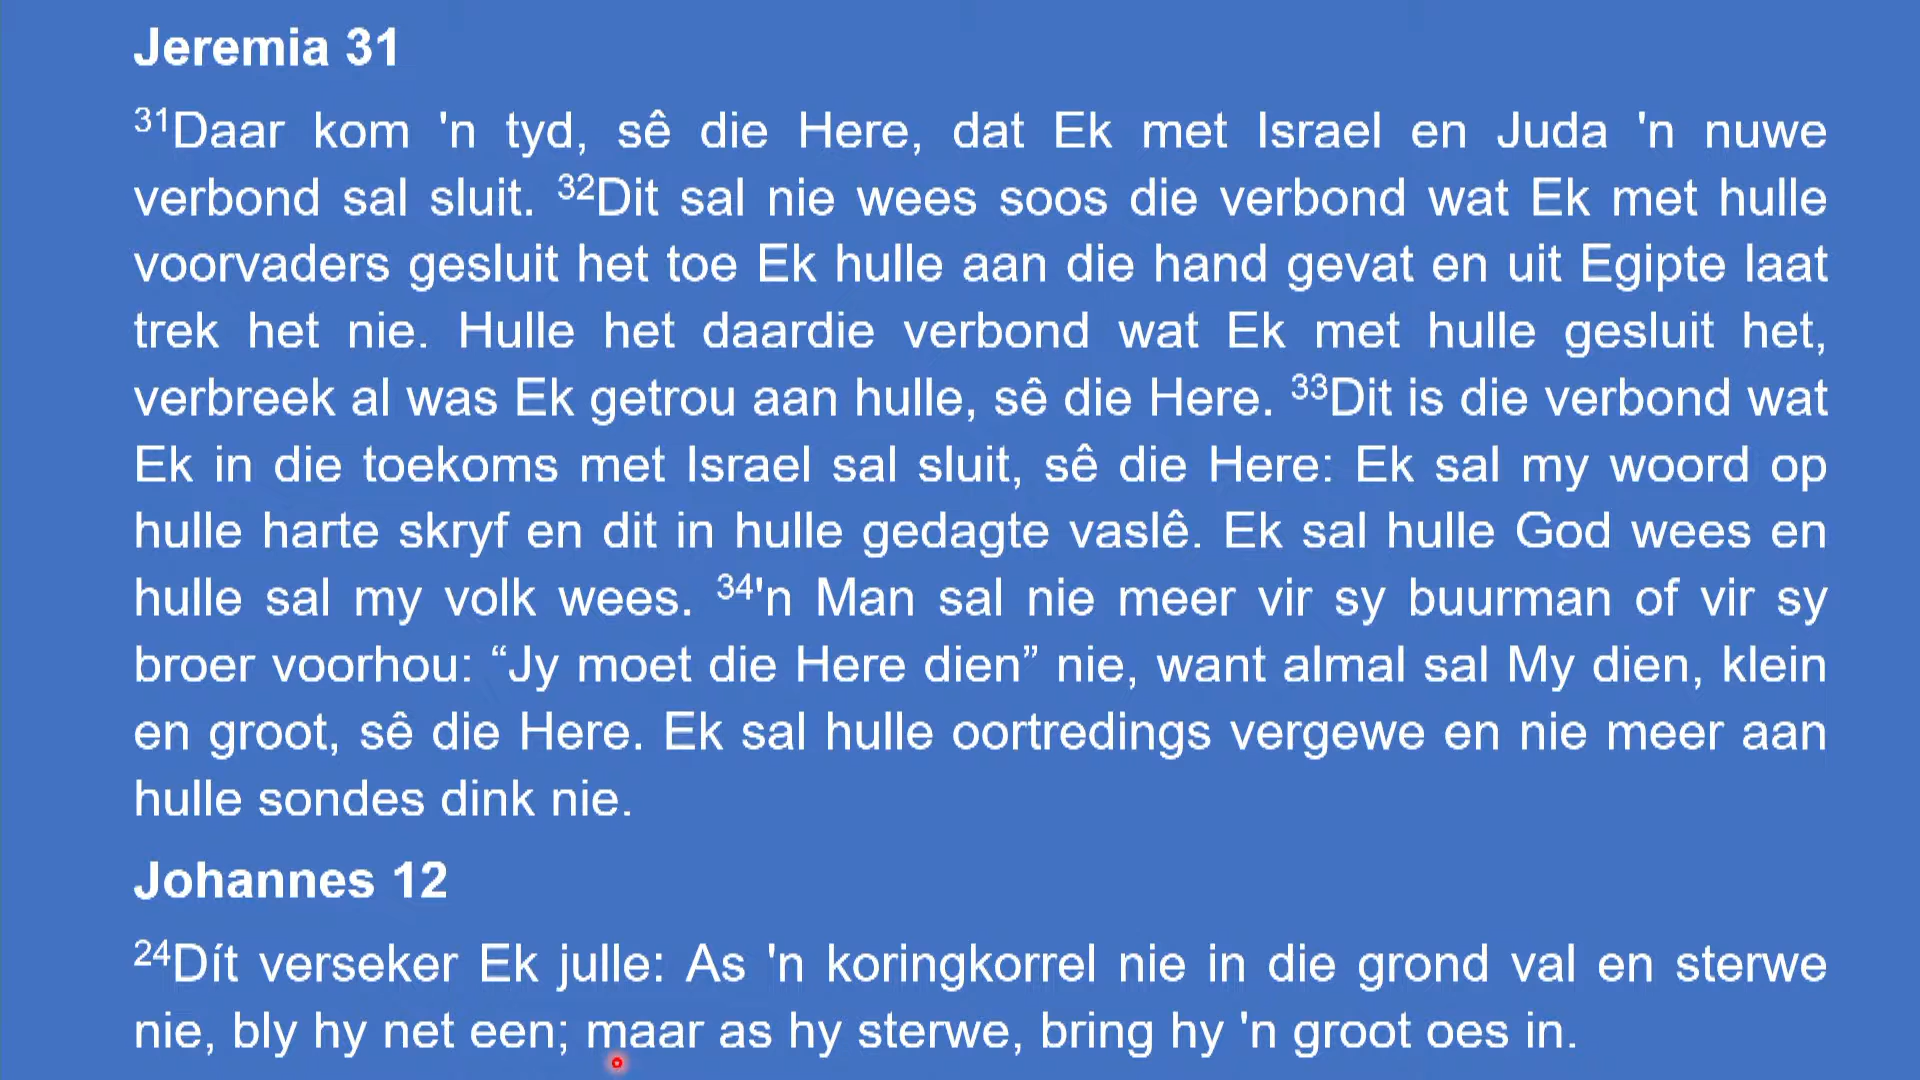 Jeremia 31
31Daar kom 'n tyd, sê die Here, dat Ek met Israel en Juda 'n nuwe
verbond sal sluit. 32Dit sal nie wees soos die verbond wat Ek met hulle
voorvaders gesluit het toe Ek hulle aan die hand gevat en uit Egipte laat
trek het nie. Hulle het daardie verbond wat Ek met hulle gesluit het,
verbreek al was Ek getrou aan hulle, sê die Here. 33Dit is die verbond wat
Ek in die toekoms met Israel sal sluit, sê die Here: Ek sal my woord op
hulle harte skryf en dit in hulle gedagte vaslê. Ek sal hulle God wees en
hulle sal my volk wees. 34'n Man sal nie meer vir sy buurman of vir sy
broer voorhou: “Jy moet die Here dien” nie, want almal sal My dien, klein
en groot, sê die Here. Ek sal hulle oortredings vergewe en nie meer aan
hulle sondes dink nie.
Johannes 12
24Dít verseker Ek julle: As 'n koringkorrel nie in die grond val en sterwe
nie, bly hy net een; maar as hy sterwe, bring hy 'n groot oes in.